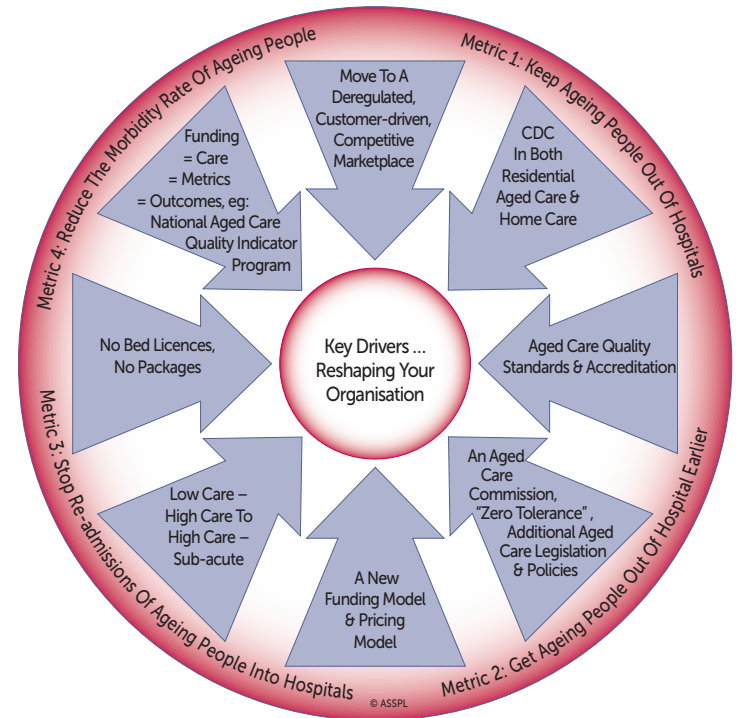 Metric 4: Reduce The Morbidity Rate Of Ageing People
Metric 1: Keep Ageing People Out Of Hospitals
Move To A
Deregulated,
Customer-driven,
Competitive
Marketplace
CDC
In Both
Residential
Aged Care &
Home Care
Funding
= Care
= Metrics
= Outcomes, eg:
National Aged Care
Quality Indicator
Program
No Bed Licences,
No Packages
Key Drivers ...
Reshaping Your
Organisation
Aged Care Quality
Standards & Accreditation
Low Care –
High Care To
High Care –
Sub-acute
A New
Funding Model
& Pricing
Model
An Aged
Care
Commission,
"Zero Tolerance" ,
Additional Aged
Care Legislation
& Policies
Metric 3: Stop Re-admissions Of Ageing People Into Hospitals
Metric 2: Get Ageing People Out Of Hospital Earlier
© ASSPL